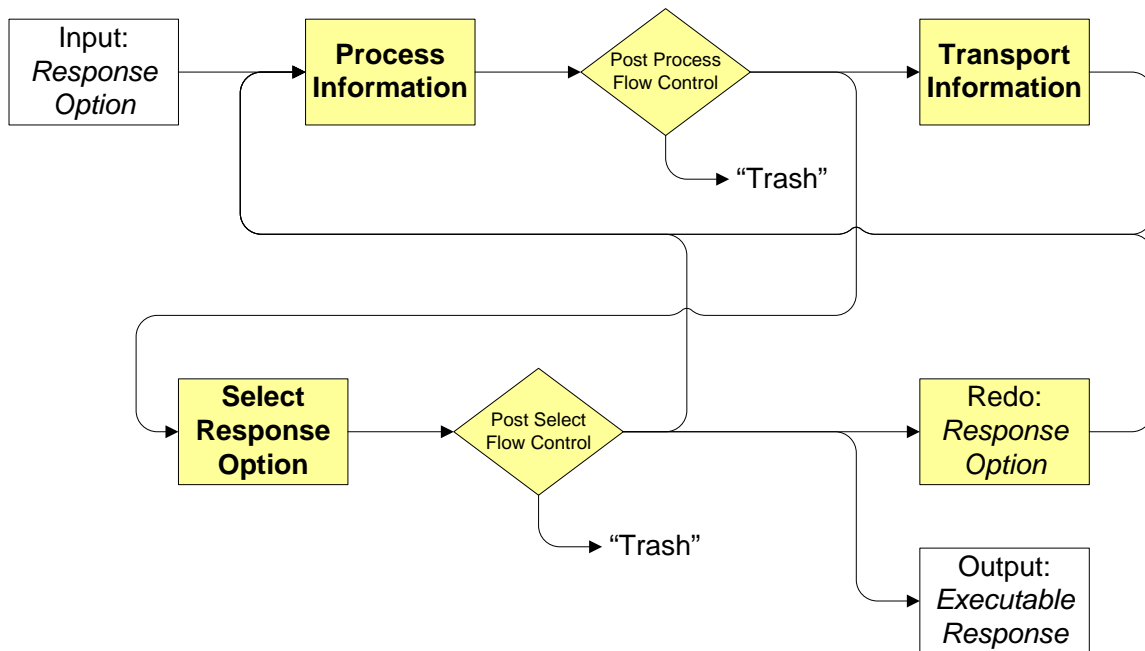 Input:
Response
Option
Process
Information
Post Process
Flow Control
Transport
Information
“Trash”
Select
Response
Option
Post Select
Flow Control
Redo:
Response
Option
“Trash”
Output:
Executable
Response